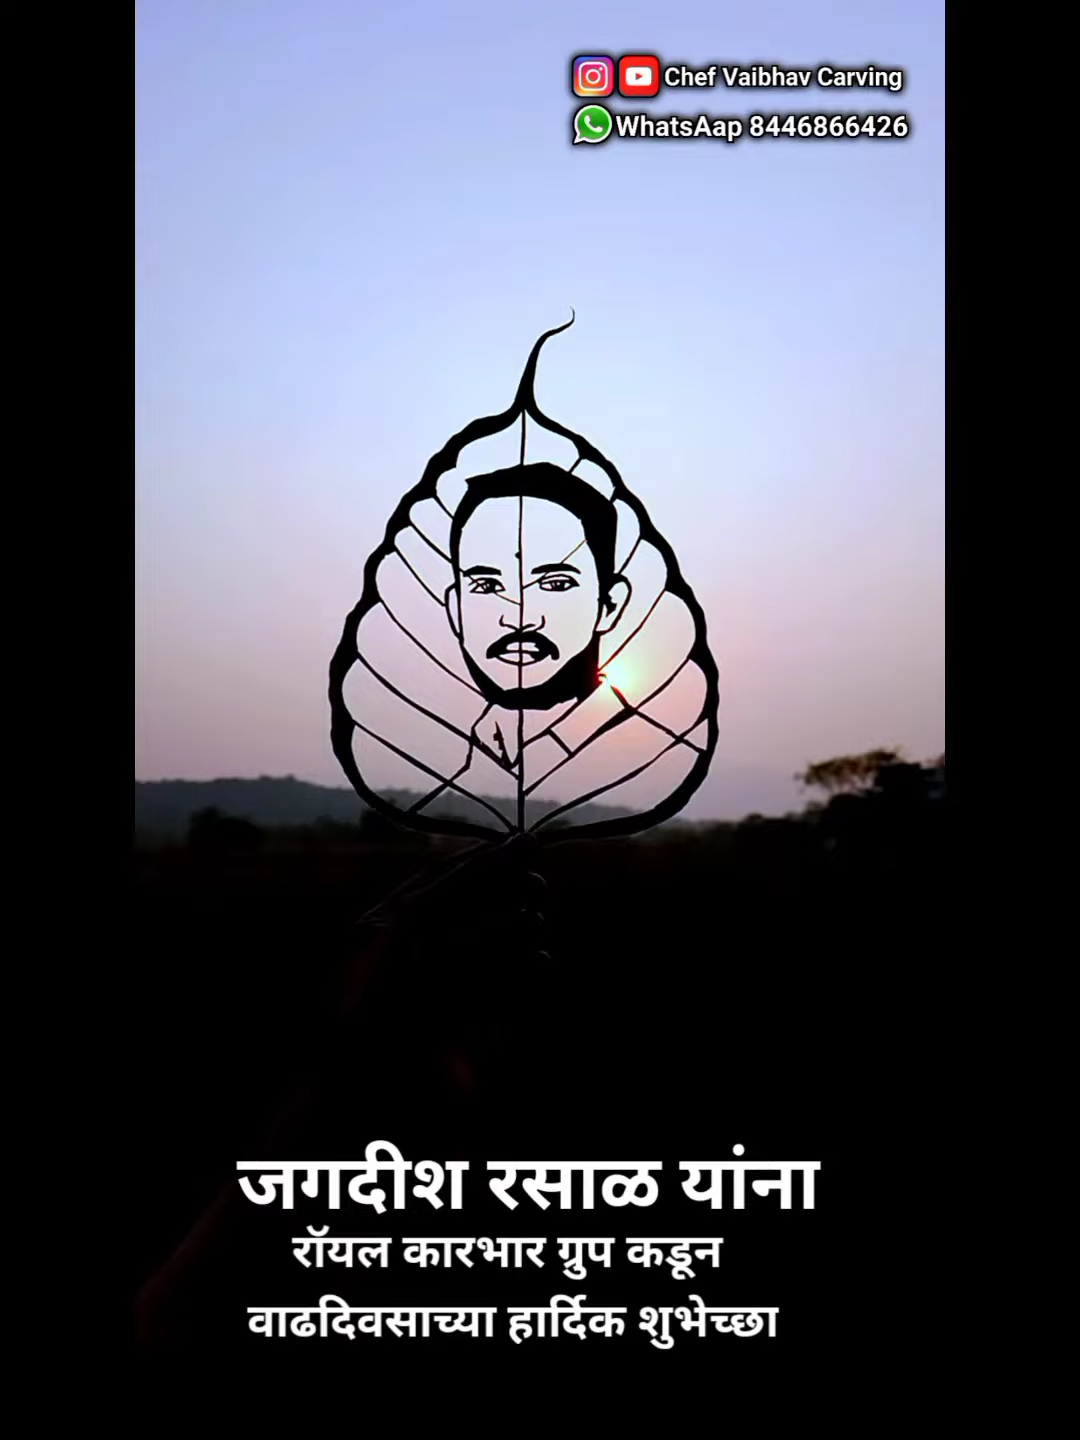 Chef Vaibhav Carving
WhatsAap 8446866426
जगदीश रसाळ यांना
रॉयल कारभार ग्रुप कडून
वाढदिवसाच्या हार्दिक शुभेच्छा